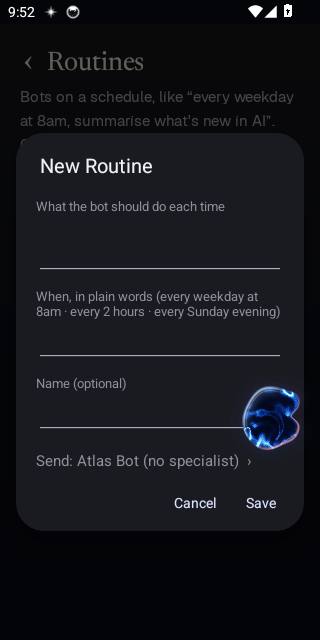 9:52
Routines
Bots on a schedule, like “every weekday
at 8am, summarise what's new in AI”.
New Routine
What the bot should do each time
When, in plain words (every weekday at
8am · every 2 hours · every Sunday evening)
Name (optional)
Send: Atlas Bot (no specialist) ›
Cancel Save